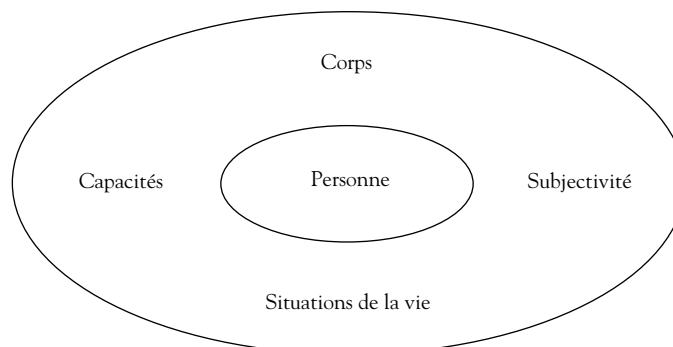 Corps
Capacités
Personne
Subjectivité
Situations de la vie